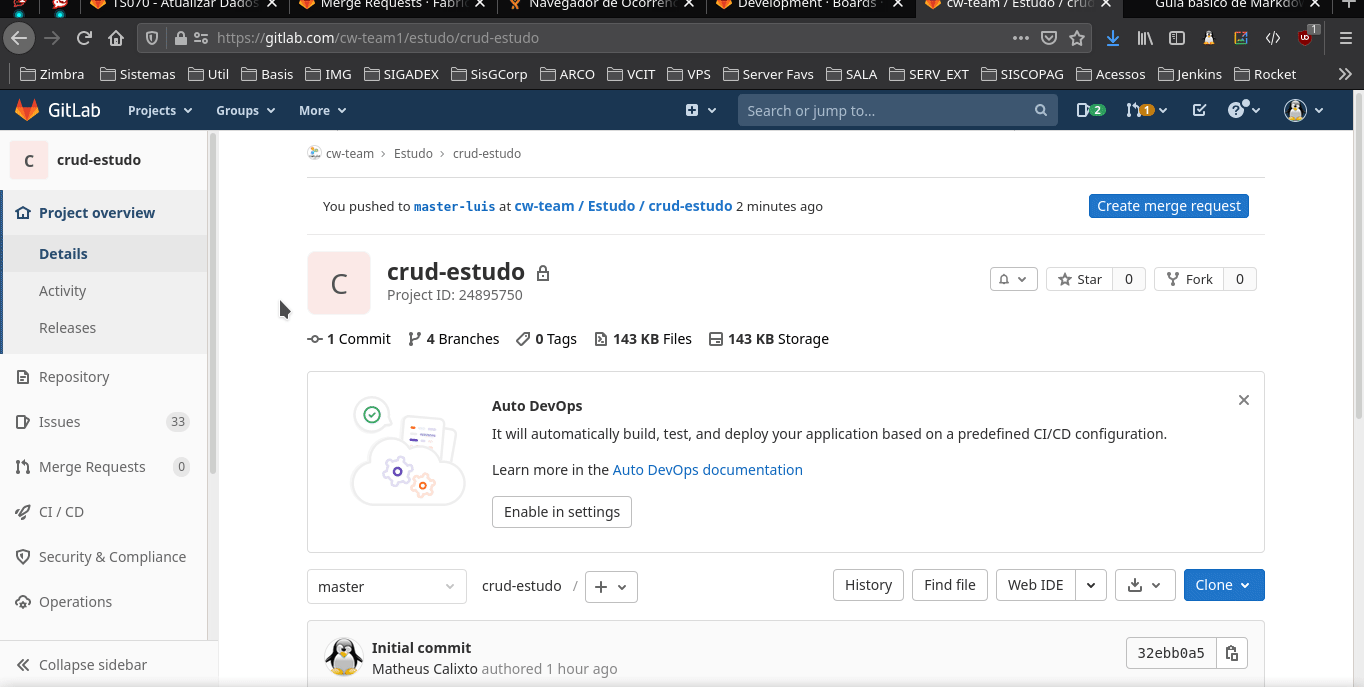 TS070 - Atualizar Dados
Merge Requests · Fabric
Navegador de Ocorrên
Development · Boards ·
cw-team / Estudo / crud
Guia básico de Markdow
https://gitlab.com/cw-team1/estudo/crud-estudo
1
Zimbra Sistemas Util Basis IMG SIGADEX SisGCorp ARCO VCIT VPS Server Favs SALA SERV_EXT SISCOPAG Acessos Jenkins Rocket
GitLab Projects Groups More Search or jump to... 2 1
C crud-estudo
Project overview
Details
Activity
Releases
Repository
Issues 33
Merge Requests 0
CI / CD
Security & Compliance
Operations
Collapse sidebar
cw-team › Estudo › crud-estudo
You pushed to master-luis at cw-team / Estudo / crud-estudo 2 minutes ago
Create merge request
C
crud-estudo
Project ID: 24895750
Star 0 Fork 0
1 Commit 4 Branches 0 Tags 143 KB Files 143 KB Storage
Auto DevOps
It will automatically build, test, and deploy your application based on a predefined CI/CD configuration.
Learn more in the Auto DevOps documentation
Enable in settings
master crud-estudo / + History Find file Web IDE Clone
Initial commit
Matheus Calixto authored 1 hour ago
32ebb0a5